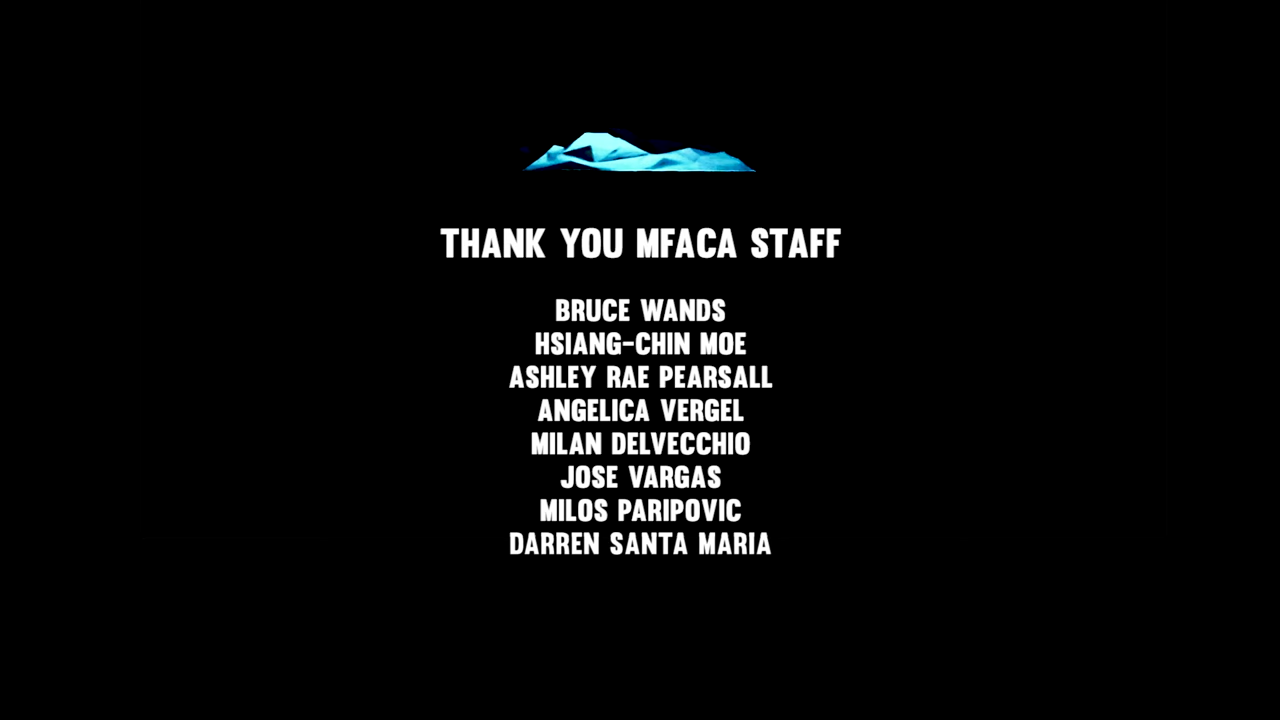 THANK YOU MFACA STAFF
BRUCE WANDS
HSIANG-CHIN MOE
ASHLEY RAE PEARSALL
ANGELICA VERGEL
MILAN DELVECCHIO
JOSE VARGAS
MILOS PARIPOVIC
DARREN SANTA MARIA